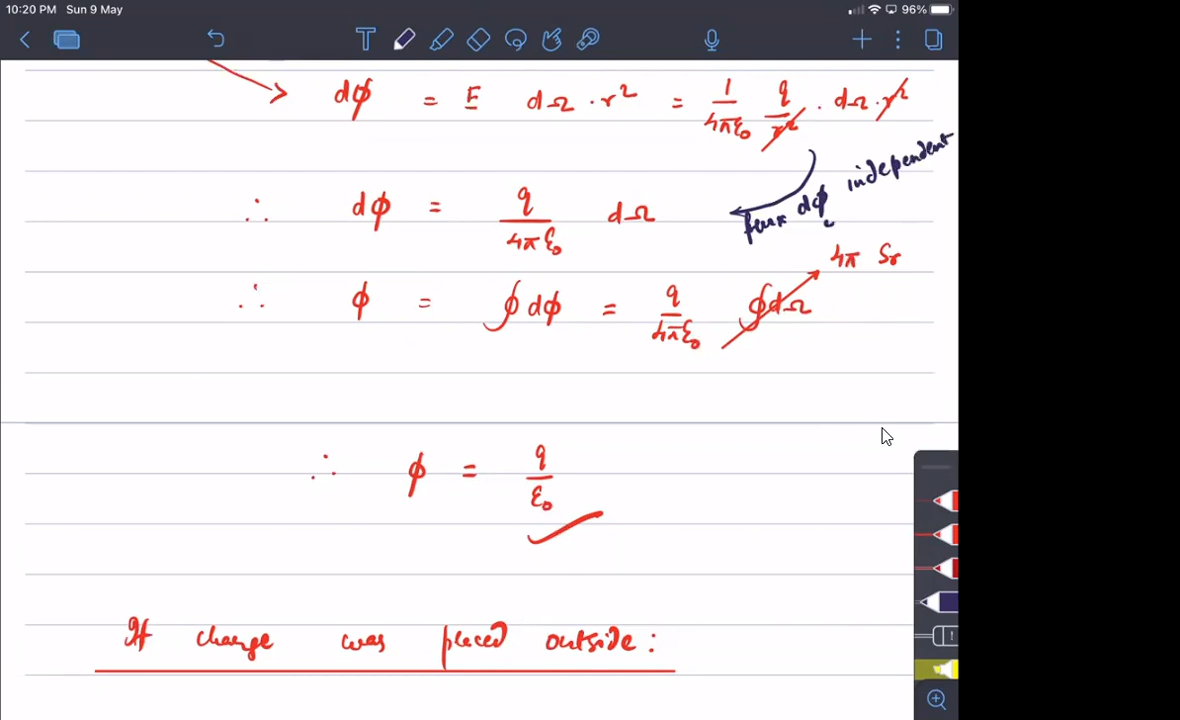 10:20 PM Sun 9 May 96%
T
dϕ = E dΩ · r² = 1/4πε₀ q/r² · dΩ · r²
flux dϕ independent
∴ dϕ = q/4πε₀ dΩ
4π Sr
∴ ϕ = ∮ dϕ = q/4πε₀ ∮ dΩ
∴ ϕ = q/ε₀
If charge was placed outside: